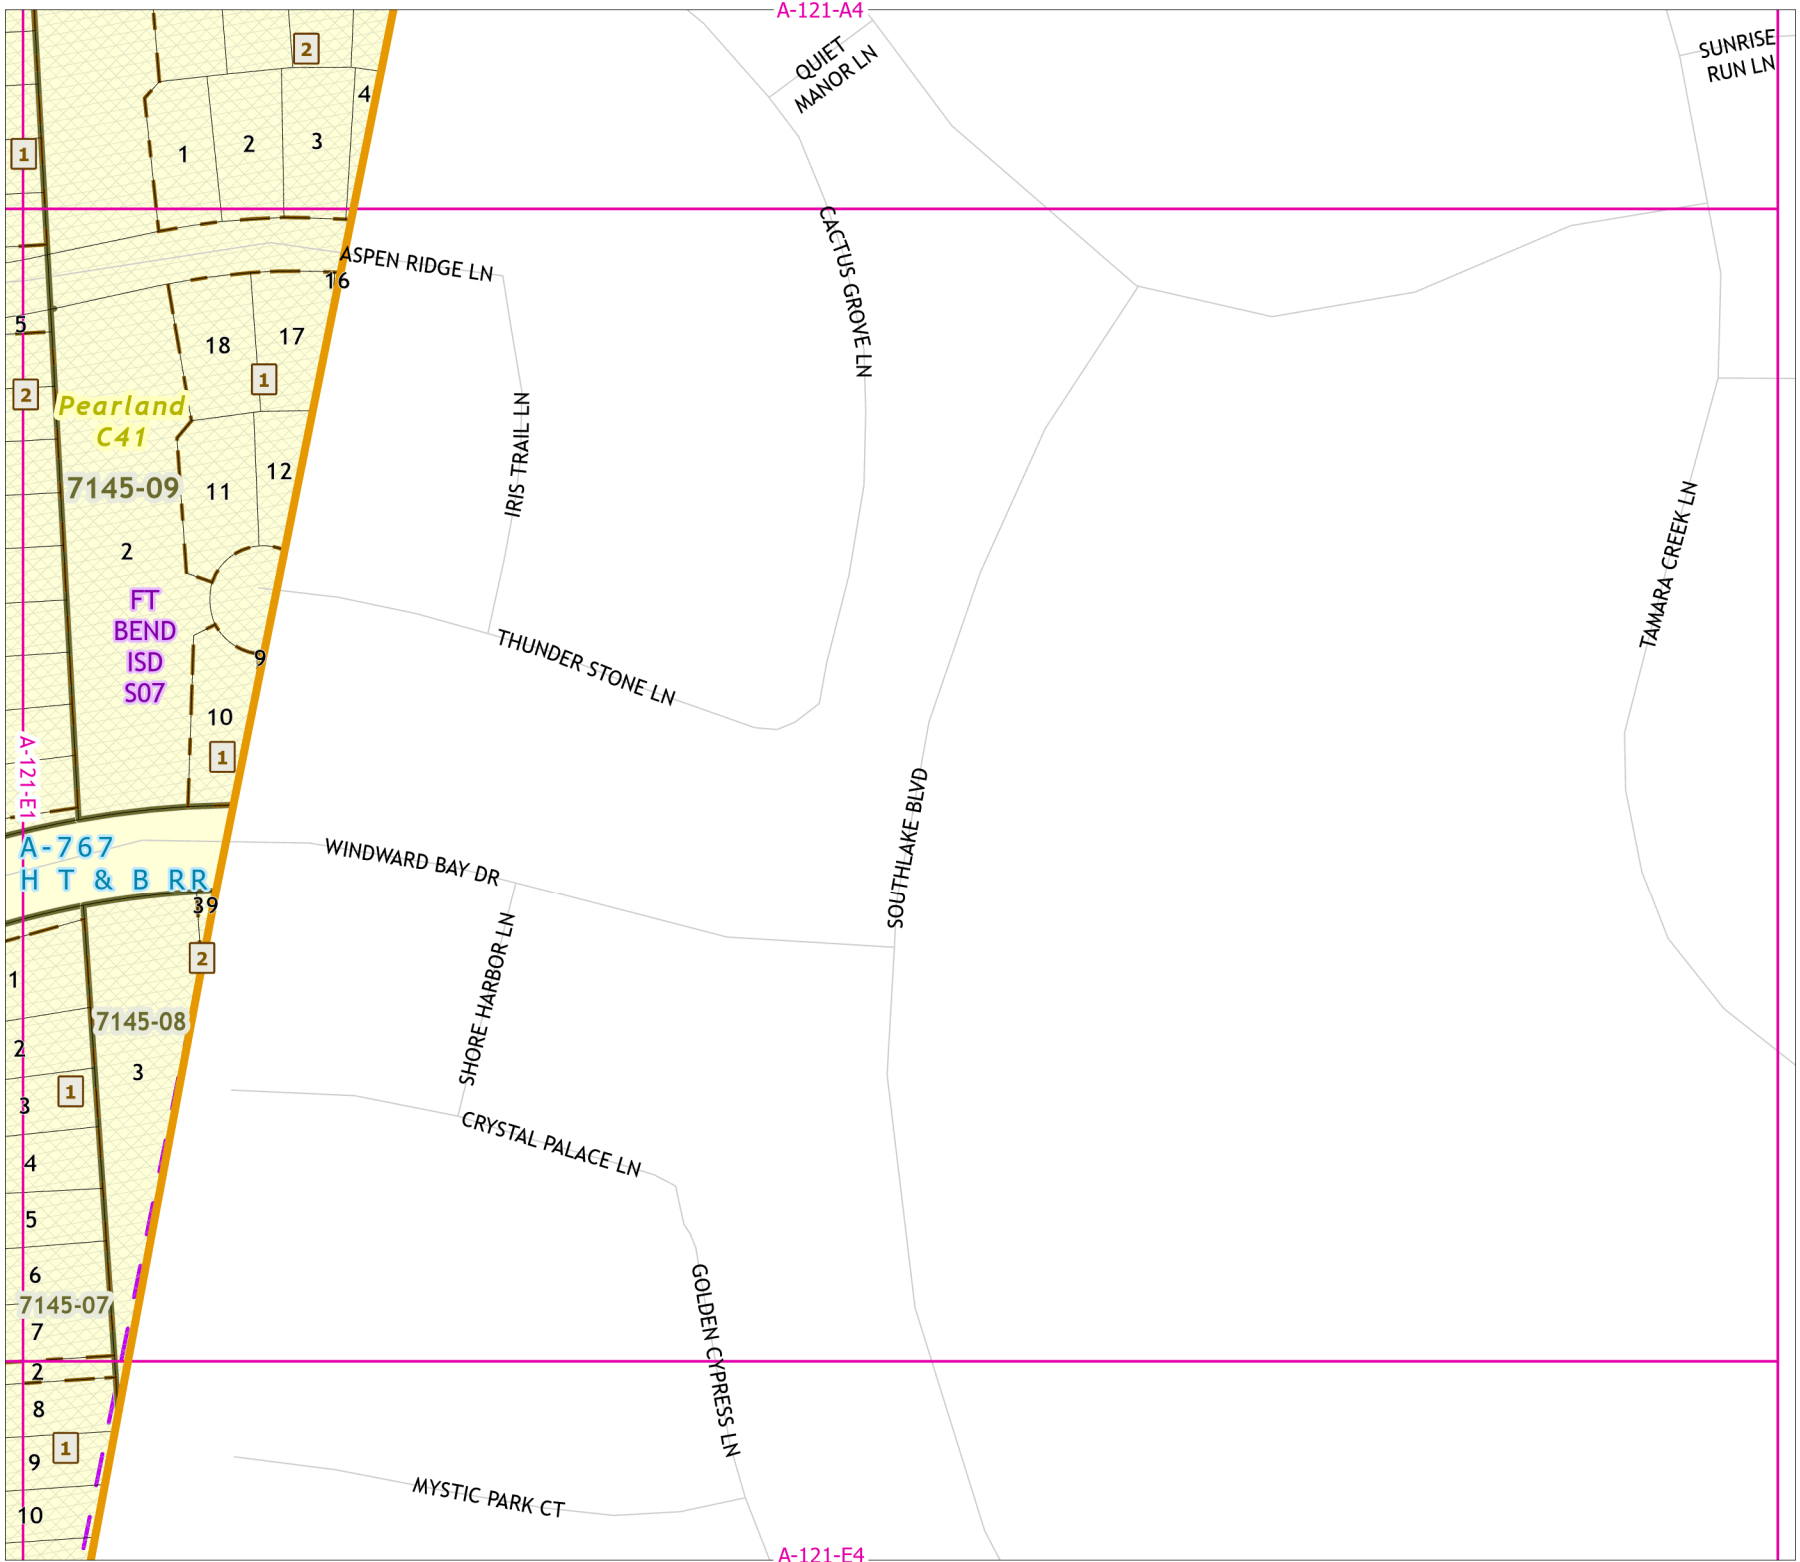 A-121-A4
QUIET
MANOR LN
SUNRISE
RUN LN
2
4
1
1
2
3
CACTUS GROVE LN
ASPEN RIDGE LN
16
5
18
17
1
2
Pearland
C41
IRIS TRAIL LN
7145-09
11
12
TAMARA CREEK LN
2
FT
BEND
ISD
S07
THUNDER STONE LN
9
10
1
A-121-E1
SOUTHLAKE BLVD
A-767
H T & B RR
WINDWARD BAY DR
39
2
1
SHORE HARBOR LN
7145-08
2
3
1
3
CRYSTAL PALACE LN
4
5
6
7145-07
7
GOLDEN CYPRESS LN
2
8
1
9
MYSTIC PARK CT
10
A-121-E4